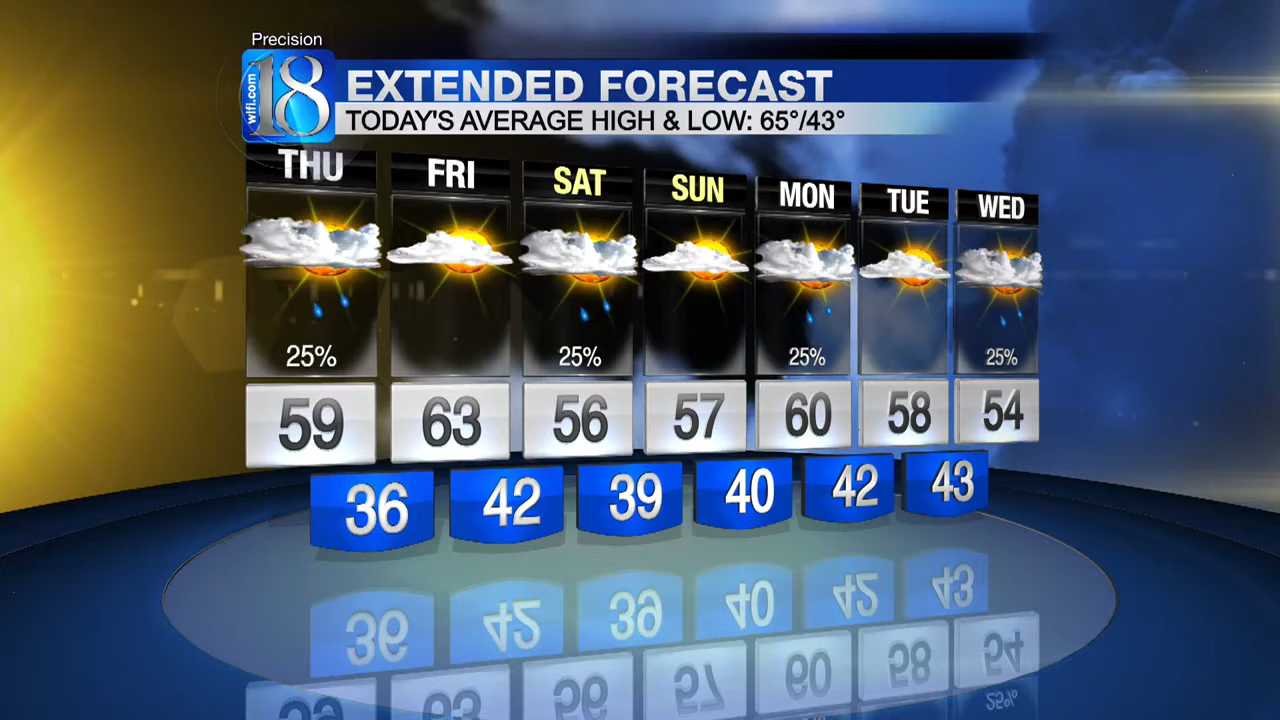 Precision
wlfi.com 18
EXTENDED FORECAST
TODAY'S AVERAGE HIGH & LOW: 65°/43°
THU FRI SAT SUN MON TUE WED
25% 25% 25% 25%
59 63 56 57 60 58 54
36 42 39 40 42 43